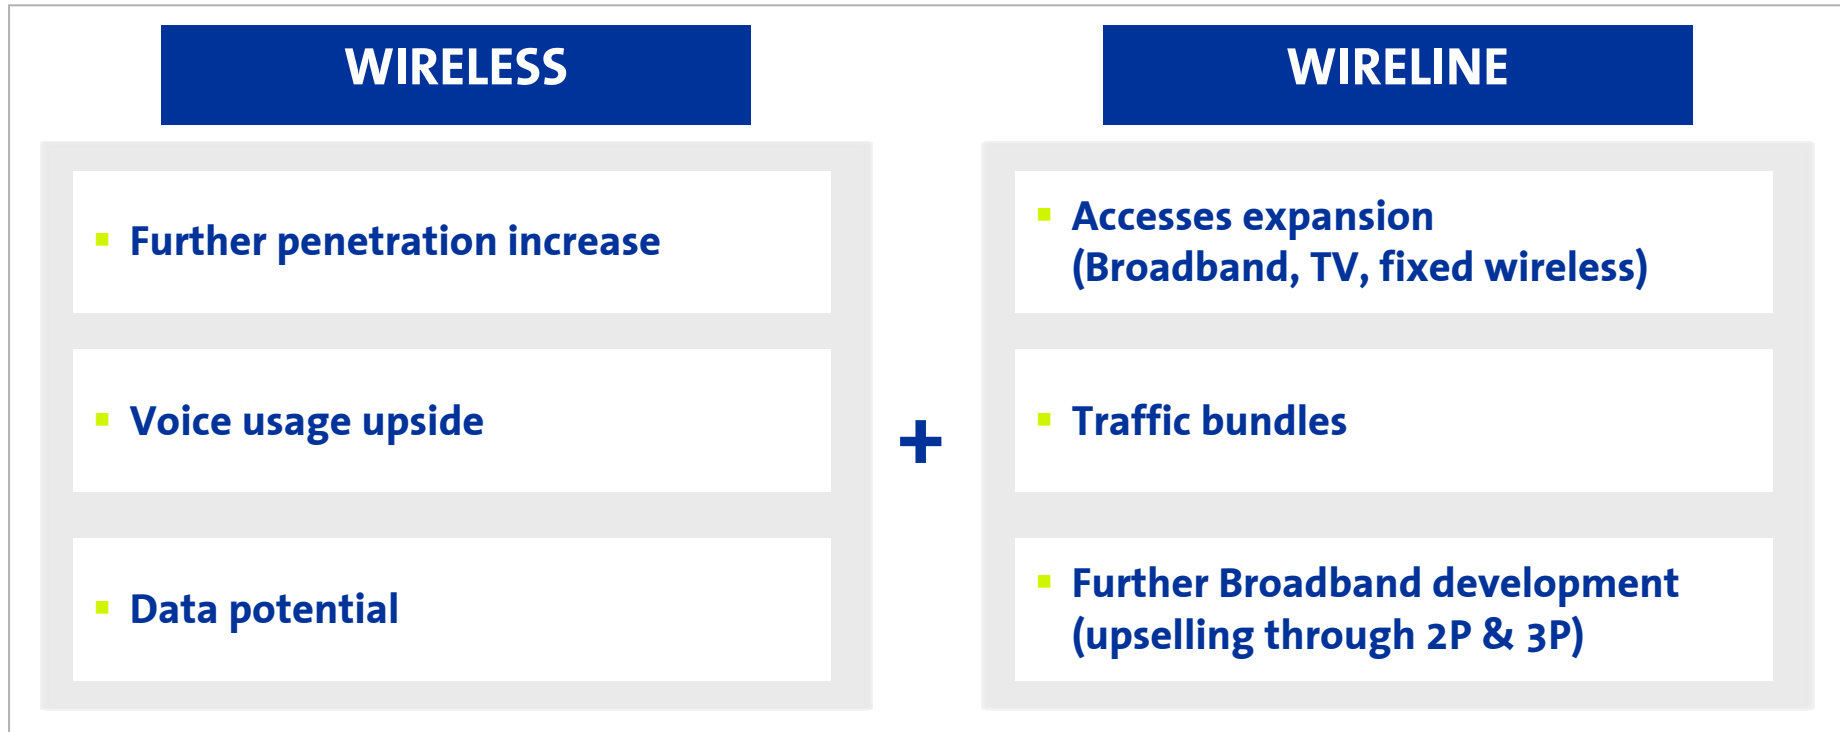 WIRELESS
▪ Further penetration increase
▪ Voice usage upside
▪ Data potential
+
WIRELINE
▪ Accesses expansion
(Broadband, TV, fixed wireless)
▪ Traffic bundles
▪ Further Broadband development
(upselling through 2P & 3P)